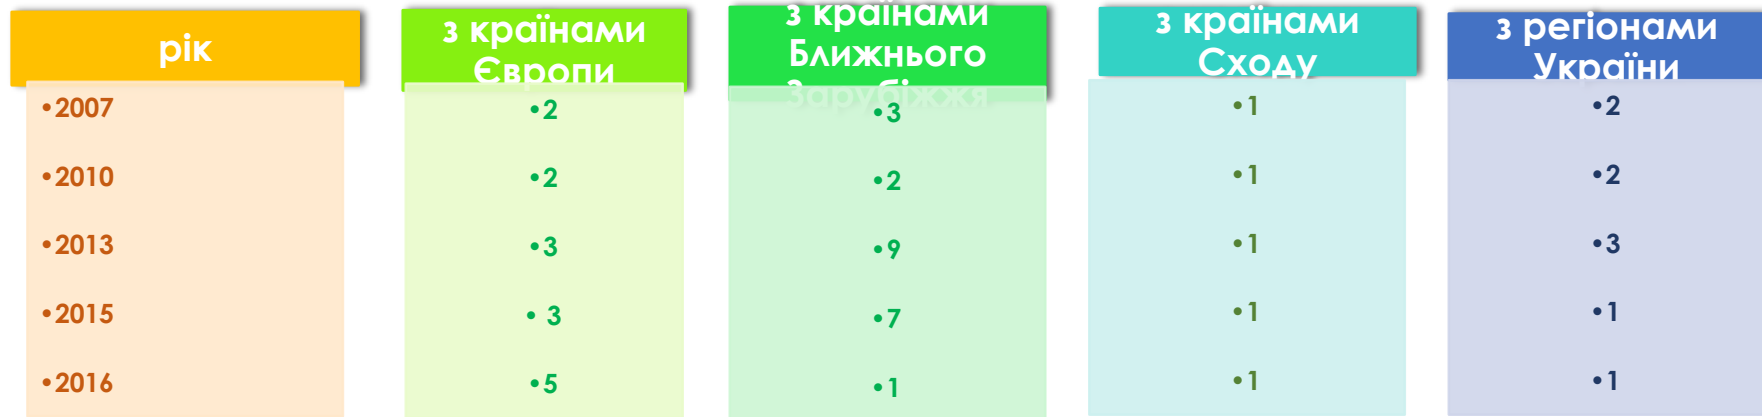 рік
з країнами
Європи
з країнами
Ближнього
Зарубіжжя
з країнами
Сходу
з регіонами
України
•2007 •2 •3 •1 •2
•2010 •2 •2 •1 •2
•2013 •3 •9 •1 •3
•2015 • 3 •7 •1 •1
•2016 •5 •1 •1 •1